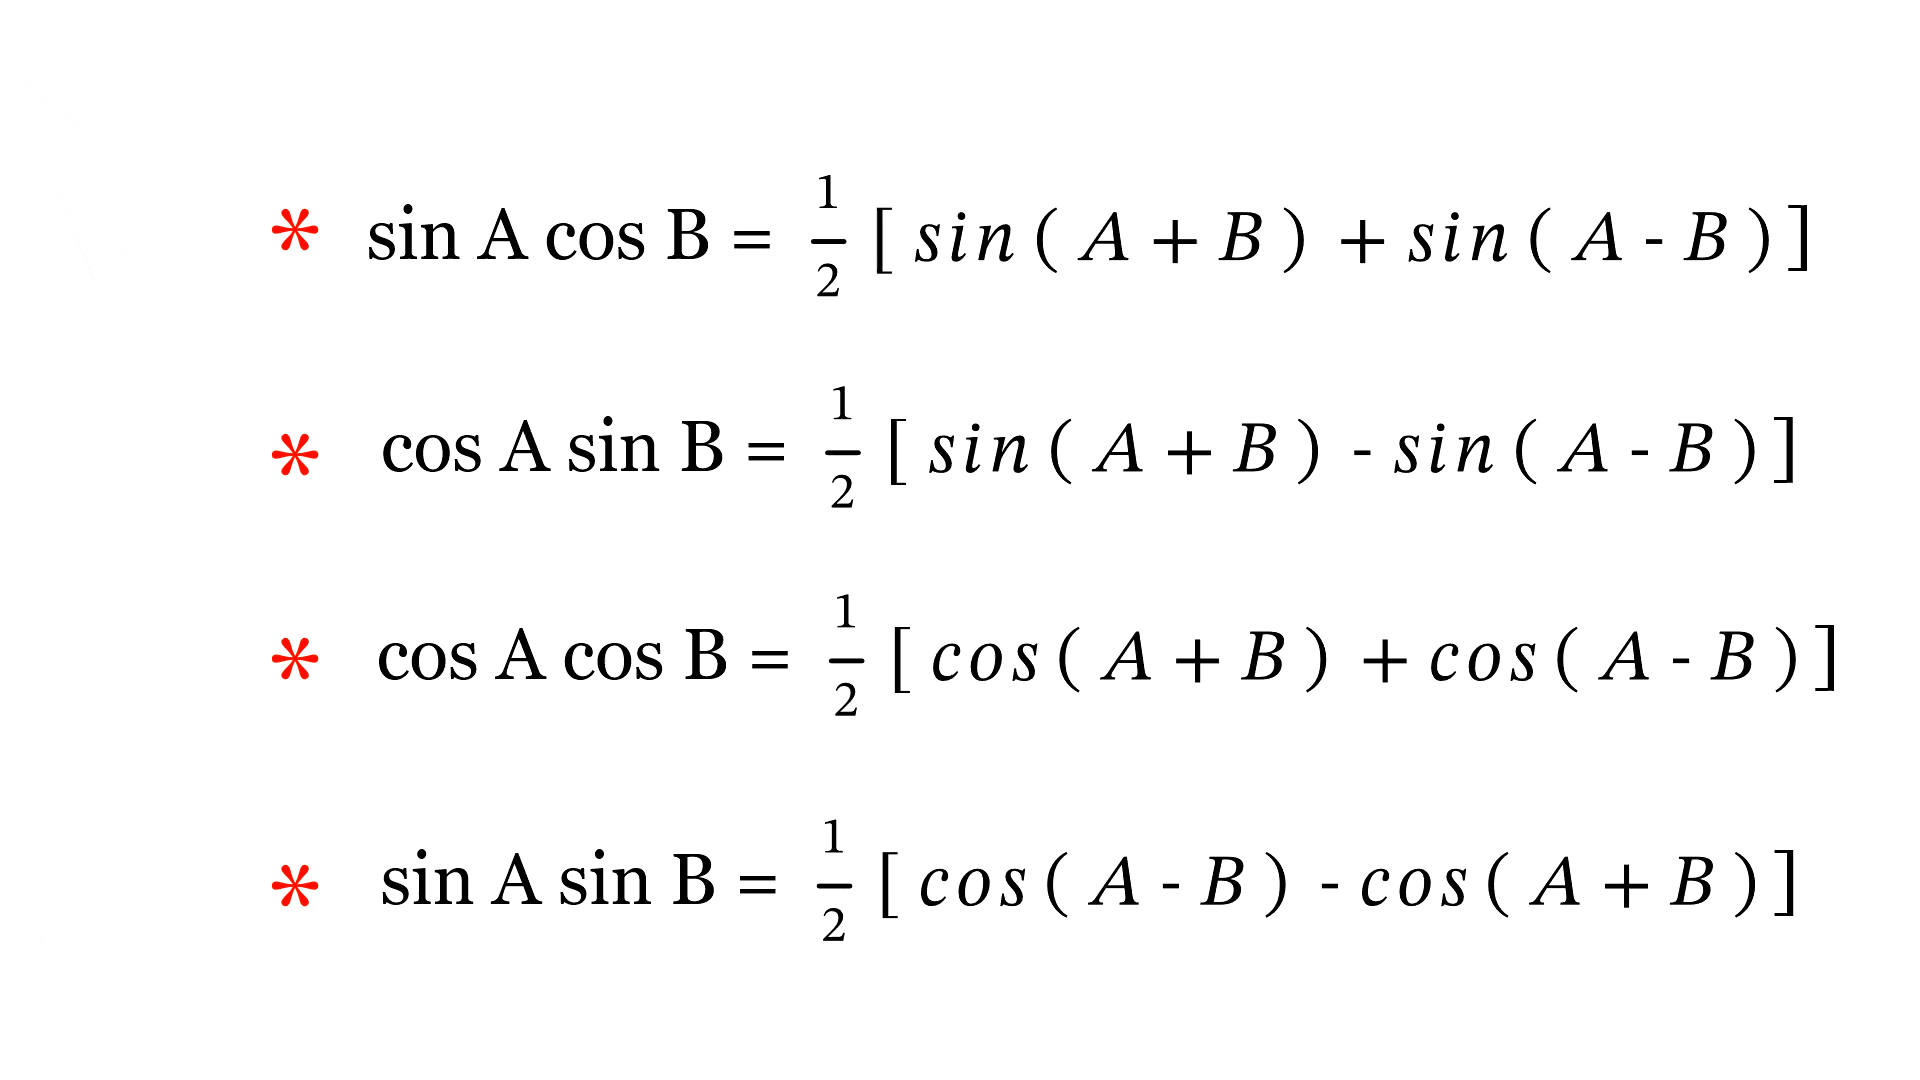 * sin A cos B = 1/2 [ sin ( A + B ) + sin ( A - B ) ]
* cos A sin B = 1/2 [ sin ( A + B ) - sin ( A - B ) ]
* cos A cos B = 1/2 [ cos ( A + B ) + cos ( A - B ) ]
* sin A sin B = 1/2 [ cos ( A - B ) - cos ( A + B ) ]